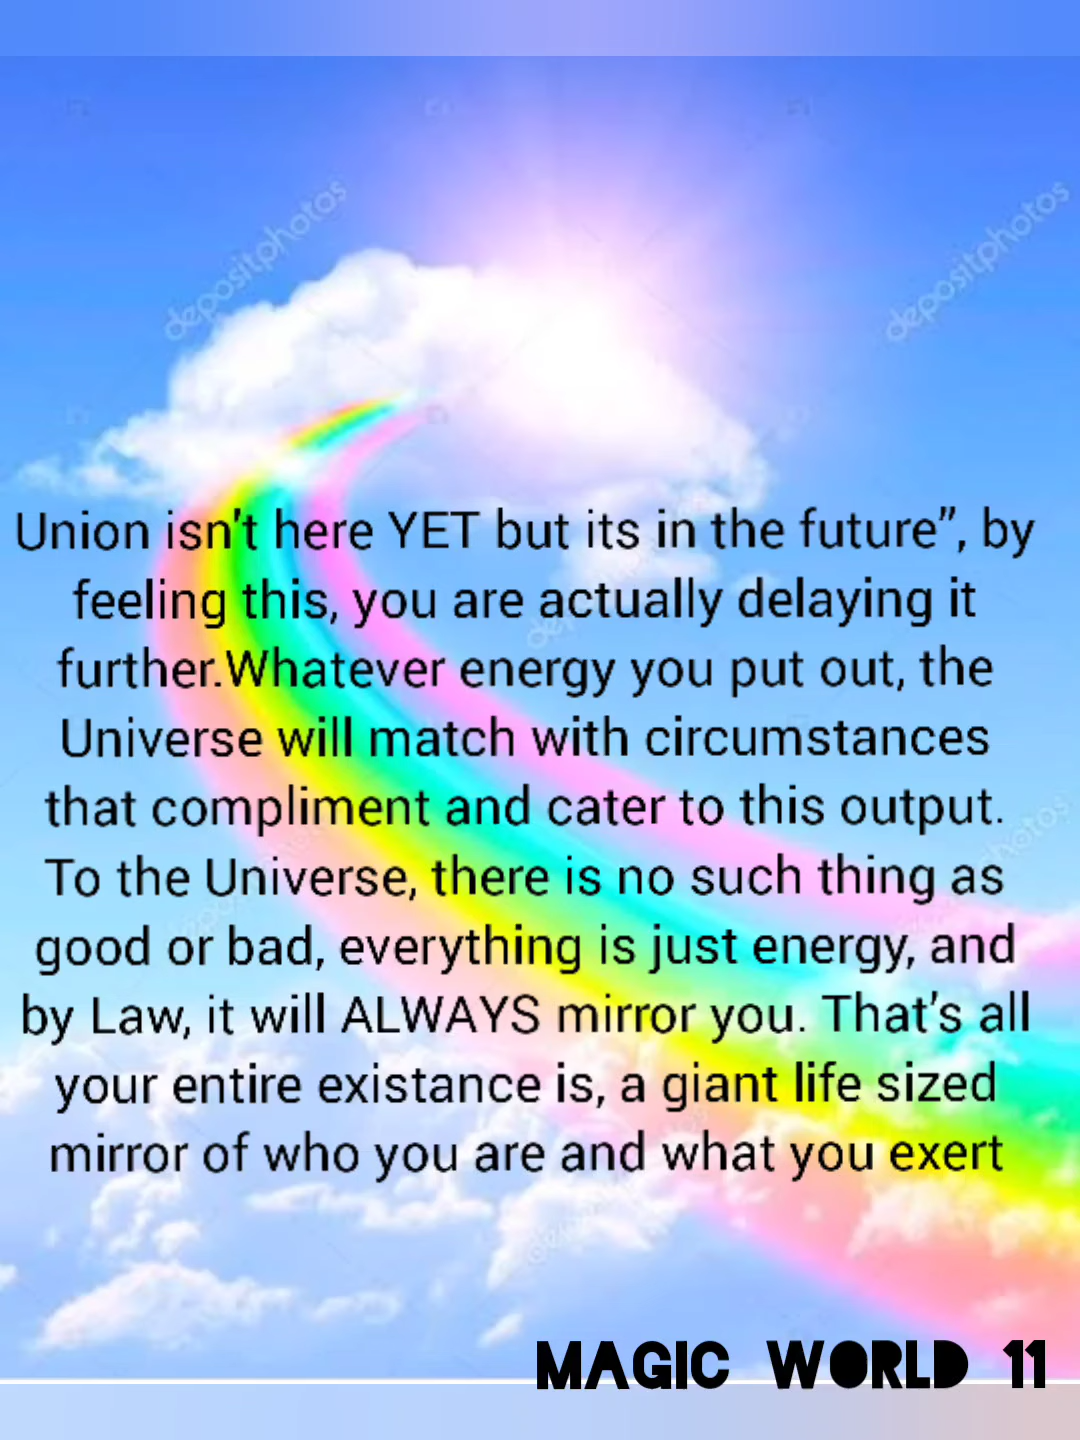 depositphotos
depositphotos
Union isn't here YET but its in the future”, by
feeling this, you are actually delaying it
further.Whatever energy you put out, the
Universe will match with circumstances
that compliment and cater to this output.
To the Universe, there is no such thing as
good or bad, everything is just energy, and
by Law, it will ALWAYS mirror you. That's all
your entire existance is, a giant life sized
mirror of who you are and what you exert
MAGIC WORLD 11